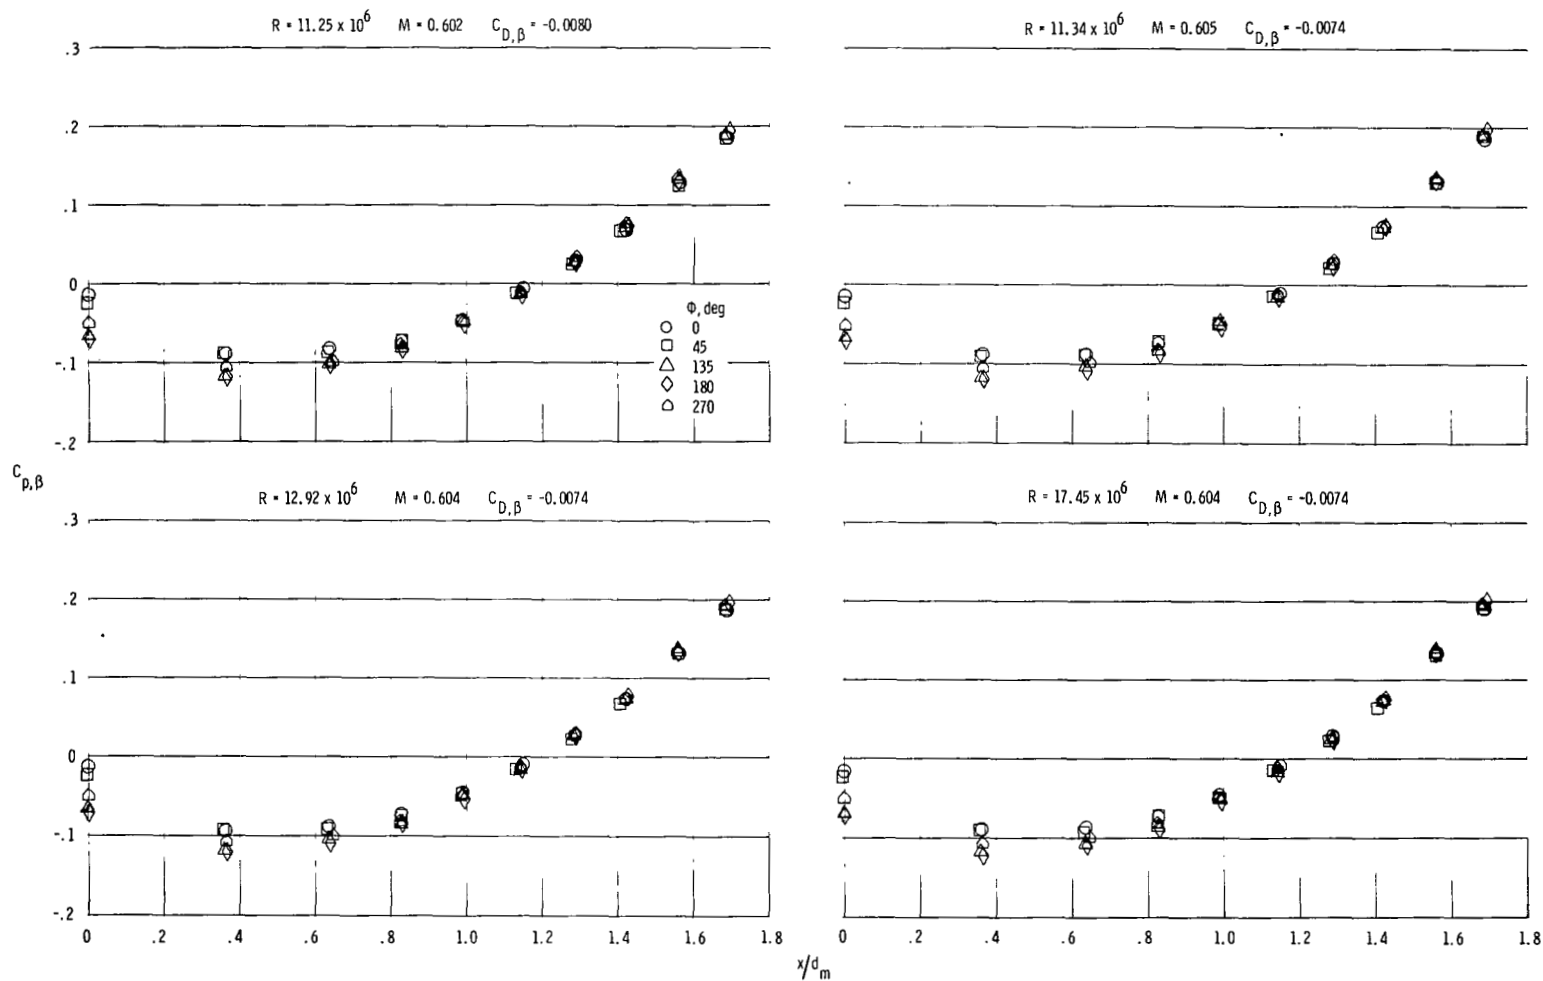 R = 11.25 x 10^6 M = 0.602 C_D,β = -0.0080
R = 11.34 x 10^6 M = 0.605 C_D,β = -0.0074
.3
.2
.1
0
-.1
-.2
Φ, deg
0
45
135
180
270
C_p,β
R = 12.92 x 10^6 M = 0.604 C_D,β = -0.0074
R = 17.45 x 10^6 M = 0.604 C_D,β = -0.0074
.3
.2
.1
0
-.1
-.2
0 .2 .4 .6 .8 1.0 1.2 1.4 1.6 1.8
0 .2 .4 .6 .8 1.0 1.2 1.4 1.6 1.8
x/d_m